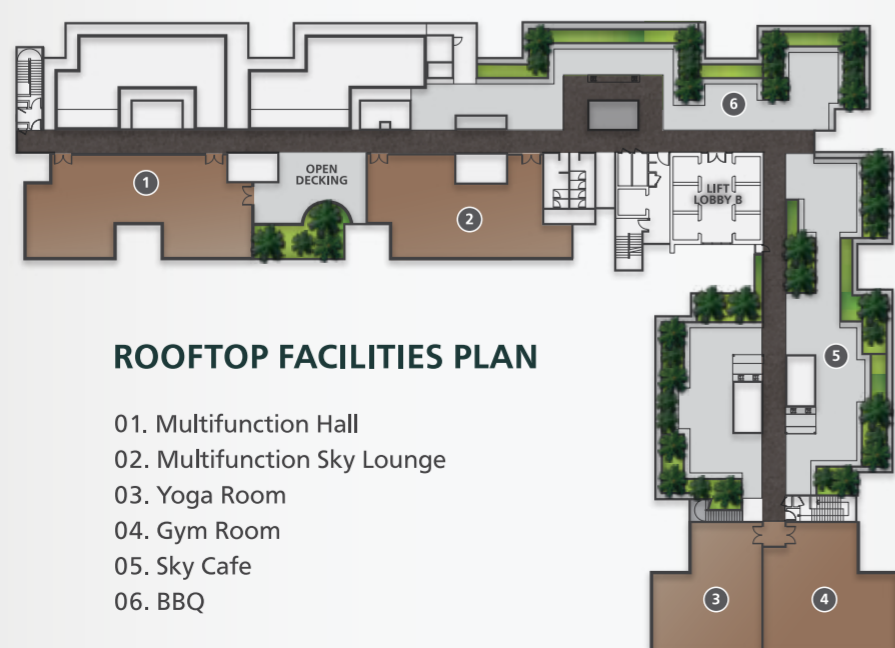 6
1
OPEN
DECKING
2
LIFT
LOBBY B
5
ROOFTOP FACILITIES PLAN
01. Multifunction Hall
02. Multifunction Sky Lounge
03. Yoga Room
04. Gym Room
05. Sky Cafe
06. BBQ
3
4